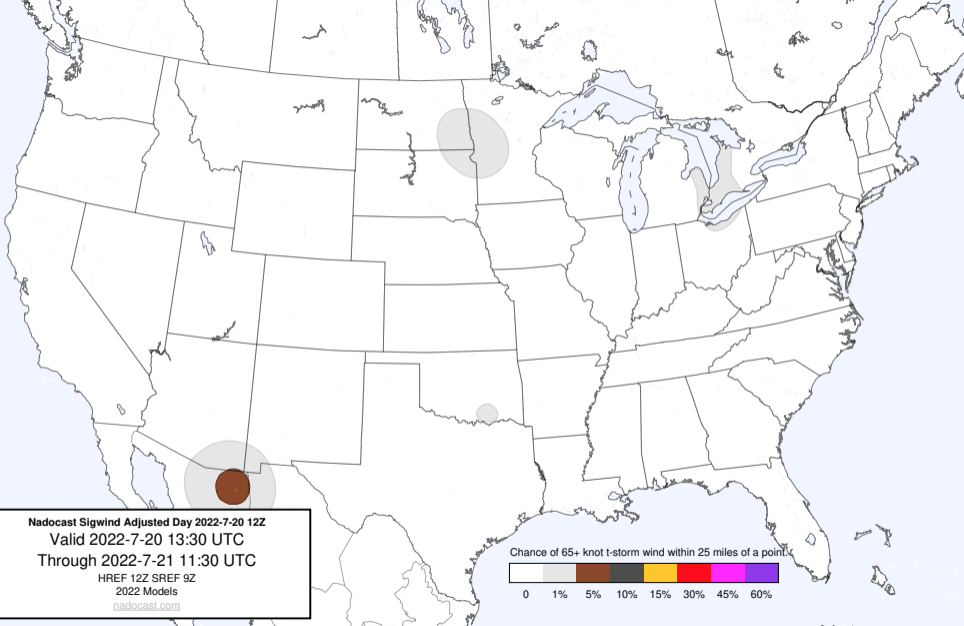 Nadocast Sigwind Adjusted Day 2022-7-20 12Z
Valid 2022-7-20 13:30 UTC
Through 2022-7-21 11:30 UTC
HREF 12Z SREF 9Z
2022 Models
nadocast.com
Chance of 65+ knot t-storm wind within 25 miles of a point.
0 1% 5% 10% 15% 30% 45% 60%